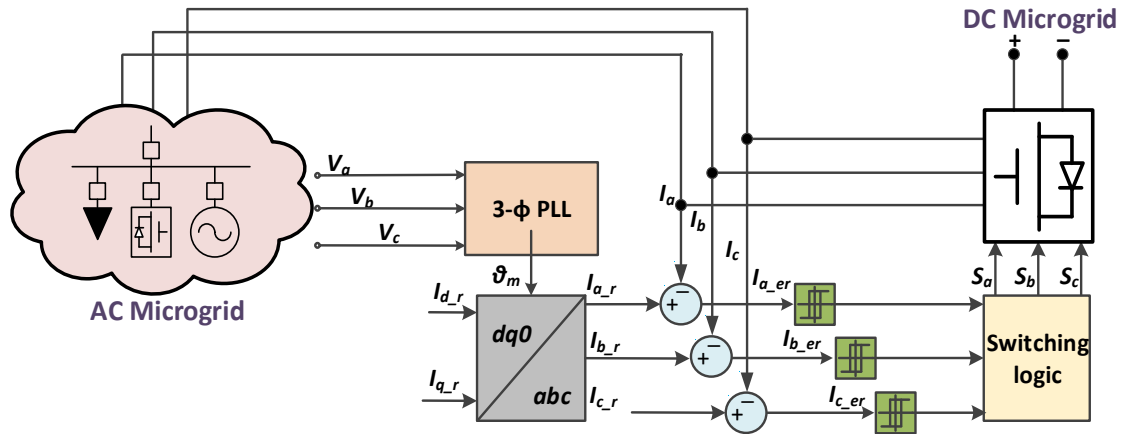 DC Microgrid
+ −
V_a
V_b
V_c
3-ϕ PLL
I_a
I_b
I_c
AC Microgrid
ϑ_m
I_d_r
I_q_r
dq0
abc
I_a_r
I_b_r
I_c_r
+ −
+ −
+ −
I_a_er
I_b_er
I_c_er
S_a S_b S_c
Switching
logic